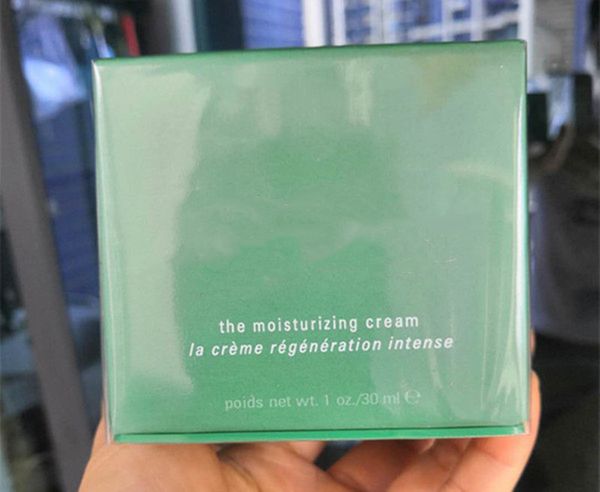 the moisturizing cream
la crème régénération intense
poids net wt. 1 oz./30 ml ℮